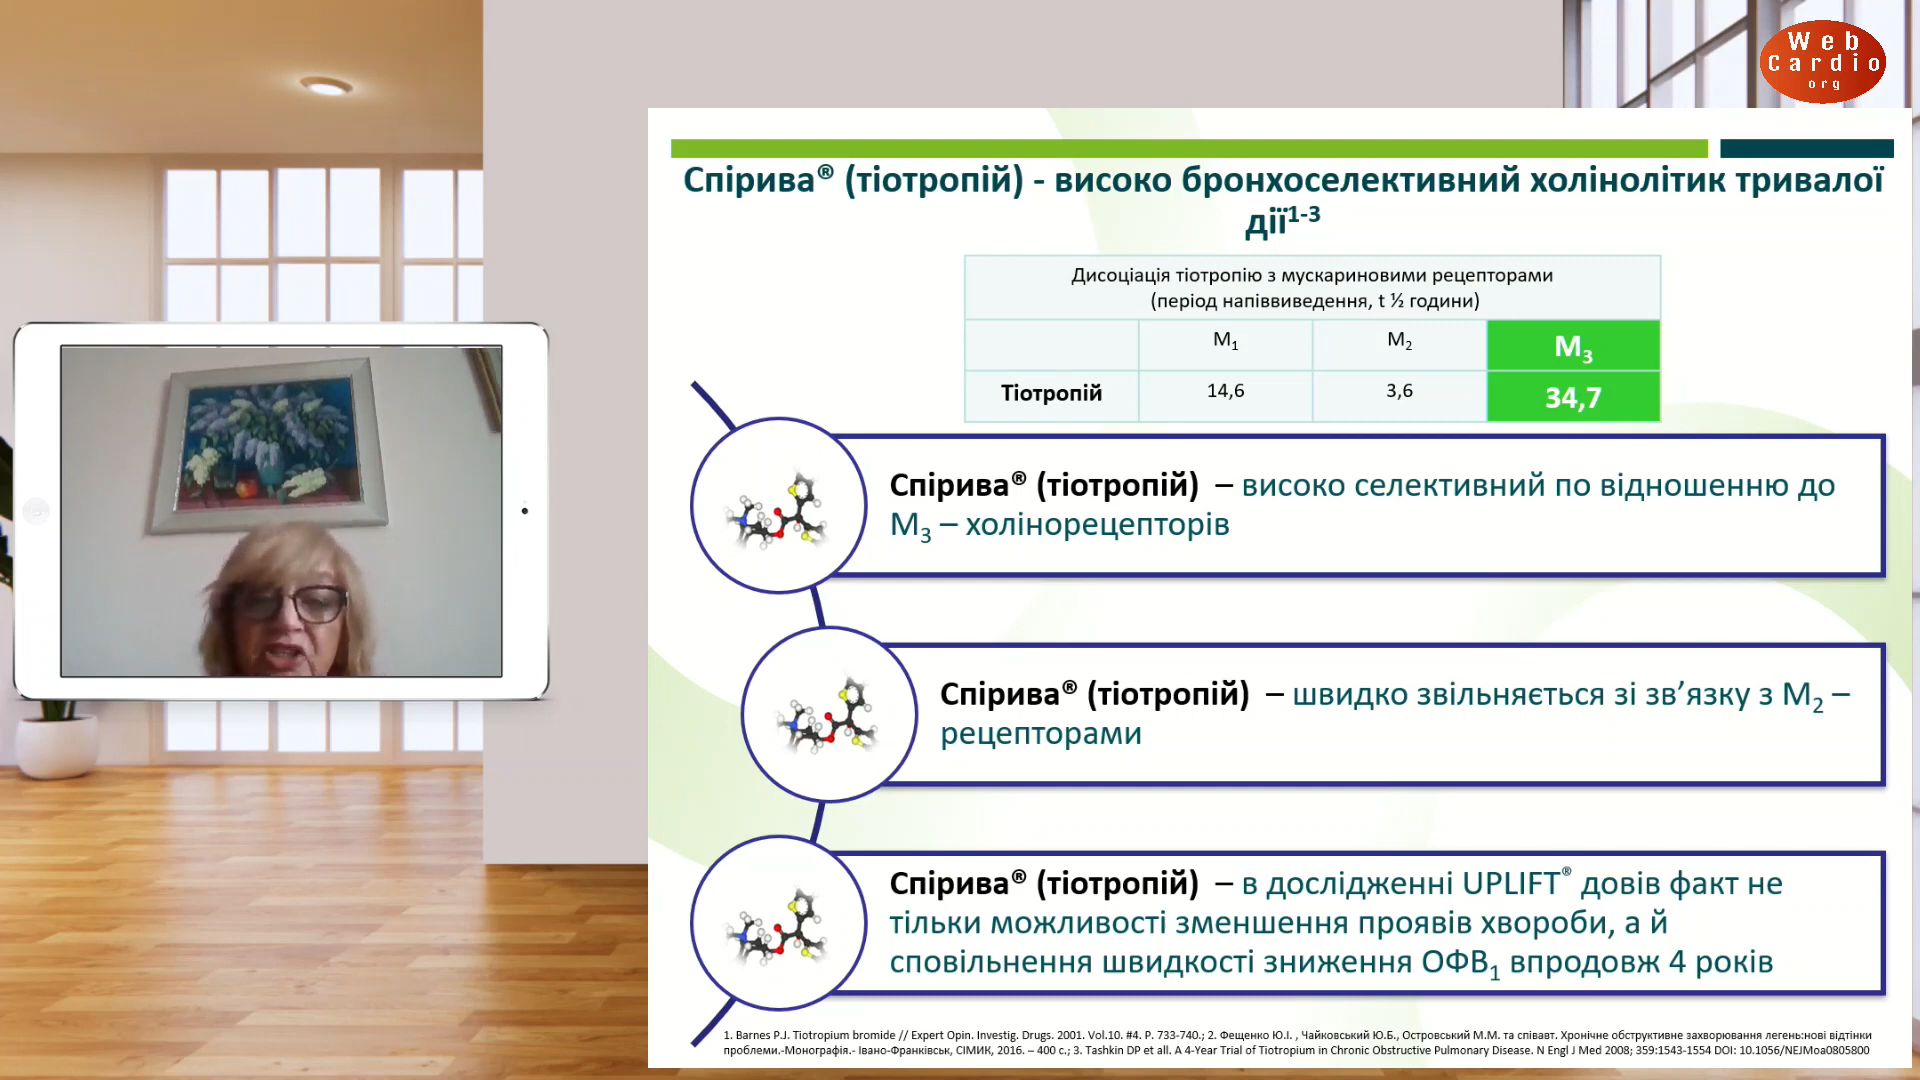 Web
Cardio
org
Спірива® (тіотропій) - високо бронхоселективний холінолітик тривалої
дії1-3
Дисоціація тіотропію з мускариновими рецепторами
(період напіввиведення, t ½ години)
M1 M2 M3
Тіотропій 14,6 3,6 34,7
Спірива® (тіотропій) – високо селективний по відношенню до
М3 – холінорецепторів
Спірива® (тіотропій) – швидко звільняється зі зв’язку з М2 –
рецепторами
Спірива® (тіотропій) – в дослідженні UPLIFT® довів факт не
тільки можливості зменшення проявів хвороби, а й
сповільнення швидкості зниження ОФВ1 впродовж 4 років
1. Barnes P.J. Tiotropium bromide // Expert Opin. Investig. Drugs. 2001. Vol.10. #4. P. 733-740.; 2. Фещенко Ю.І. , Чайковський Ю.Б., Островський М.М. та співавт. Хронічне обструктивне захворювання легень:нові відтінки
проблеми.-Монографія.- Івано-Франківськ, СІМИК, 2016. – 400 с.; 3. Tashkin DP et all. A 4-Year Trial of Tiotropium in Chronic Obstructive Pulmonary Disease. N Engl J Med 2008; 359:1543-1554 DOI: 10.1056/NEJMoa0805800